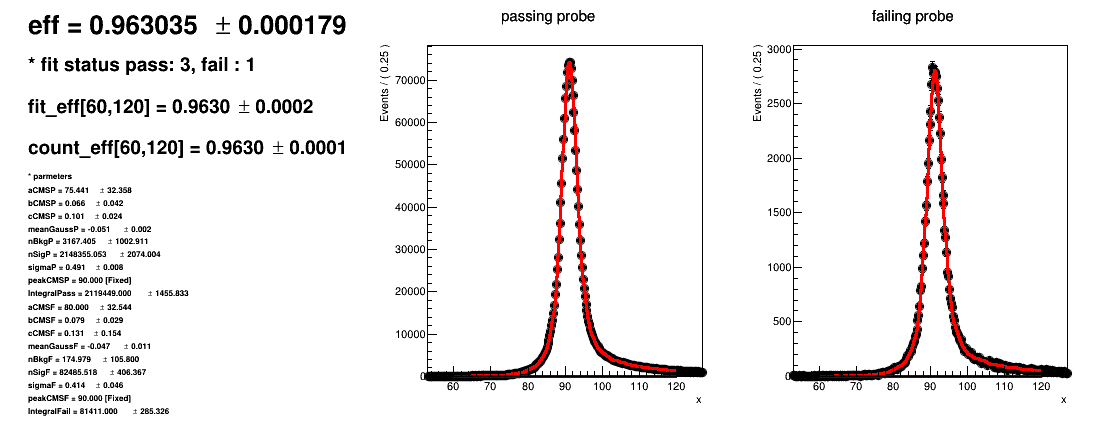 eff = 0.963035 ± 0.000179
* fit status pass: 3, fail : 1
fit_eff[60,120] = 0.9630 ± 0.0002
count_eff[60,120] = 0.9630 ± 0.0001
* parmeters
aCMSP = 75.441 ± 32.358
bCMSP = 0.066 ± 0.042
cCMSP = 0.101 ± 0.024
meanGaussP = -0.051 ± 0.002
nBkgP = 3167.405 ± 1002.911
nSigP = 2148355.053 ± 2074.004
sigmaP = 0.491 ± 0.008
peakCMSP = 90.000 [Fixed]
IntegralPass = 2119449.000 ± 1455.833
aCMSF = 80.000 ± 32.544
bCMSF = 0.079 ± 0.029
cCMSF = 0.131 ± 0.154
meanGaussF = -0.047 ± 0.011
nBkgF = 174.979 ± 105.800
nSigF = 82485.518 ± 406.367
sigmaF = 0.414 ± 0.046
peakCMSF = 90.000 [Fixed]
IntegralFail = 81411.000 ± 285.326
passing probe
Events / ( 0.25 )
70000
60000
50000
40000
30000
20000
10000
0
60 70 80 90 100 110 120
x
failing probe
Events / ( 0.25 )
3000
2500
2000
1500
1000
500
0
60 70 80 90 100 110 120
x